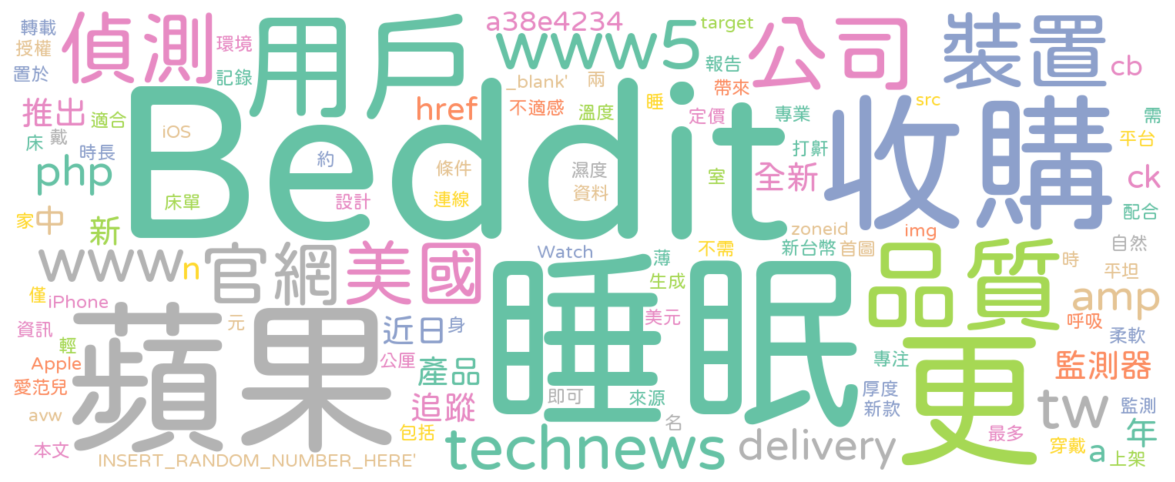 轉載
授權
置於
偵測
環境
記錄
用戶
a38e4234
www5
_blank'
兩
target
報告
帶來
公司
裝置
cb
推出
適合
床
戴
時長
iOS
Beddit
約
href
不適感
溫度
睡
定價
專業
打鼾
src
收購
需
平台
php
床單
設計
條件
連線
濕度
資料
室
全新
ck
配合
家
中
新
www
n
官網
美國
Watch
薄
不需
新台幣
首圖
zoneid
img
自然
品質
時
平坦
僅
iPhone
元
近日
身
睡眠
生成
美元
amp
呼吸
柔軟
資訊
輕
Apple
愛范兒
蘋果
公厘
產品
追蹤
即可
來源
名
專注
厚度
新款
更
監測器
avw
本文
包括
INSERT_RANDOM_NUMBER_HERE'
technews
delivery
最多
tw
穿戴
監測
年
a
上架